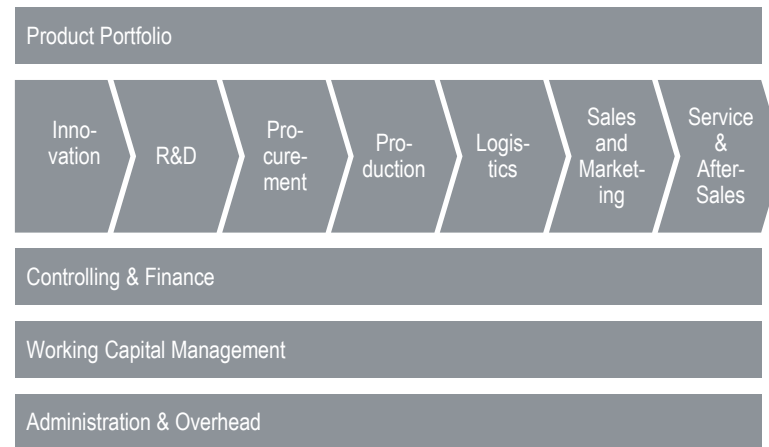 Product Portfolio
Inno-
vation
R&D
Pro-
cure-
ment
Pro-
duction
Logis-
tics
Sales
and
Market-
ing
Service
&
After-
Sales
Controlling & Finance
Working Capital Management
Administration & Overhead